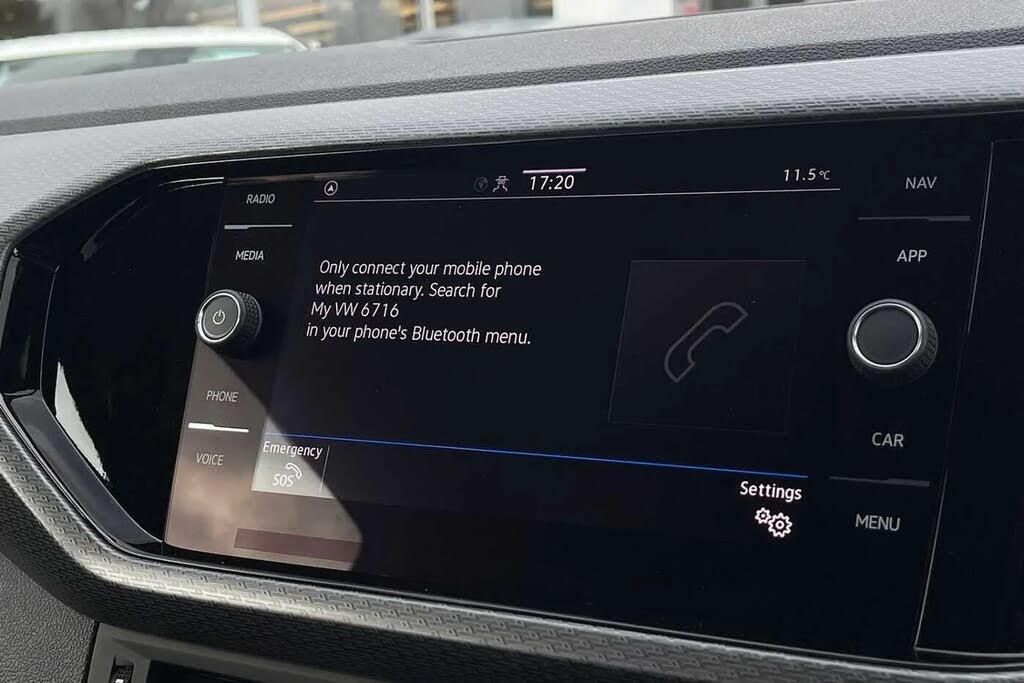 RADIO
MEDIA
PHONE
VOICE
17:20
11.5°C
Only connect your mobile phone
when stationary. Search for
My VW 6716
in your phone's Bluetooth menu.
Emergency
SOS
Settings
NAV
APP
CAR
MENU